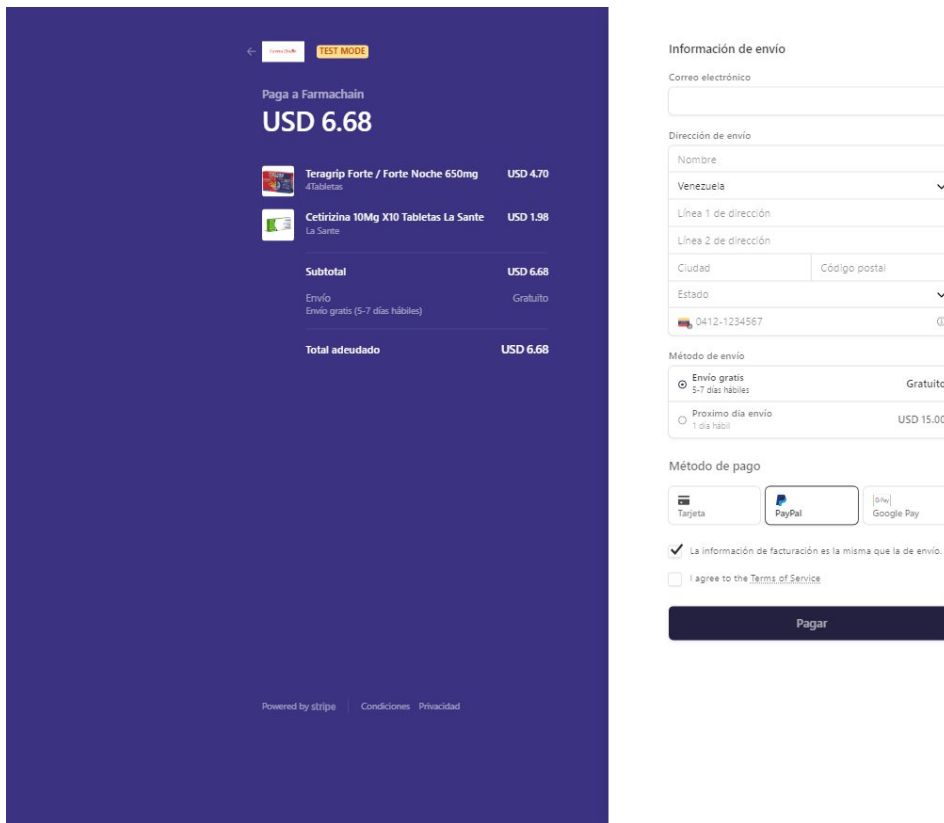 TEST MODE
Paga a Farmachain
USD 6.68
Teragrip Forte / Forte Noche 650mg USD 4.70
4Tabletas
Cetirizina 10Mg X10 Tabletas La Sante USD 1.98
La Sante
Subtotal USD 6.68
Envío Gratuito
Envío gratis (5-7 días hábiles)
Total adeudado USD 6.68
Powered by stripe Condiciones Privacidad
Información de envío
Correo electrónico
Dirección de envío
Nombre
Venezuela
Línea 1 de dirección
Línea 2 de dirección
Ciudad Código postal
Estado
0412-1234567
Método de envío
Envío gratis Gratuito
5-7 días hábiles
Proximo dia envío USD 15.00
1 día hábil
Método de pago
Tarjeta PayPal Google Pay
La información de facturación es la misma que la de envío.
I agree to the Terms of Service
Pagar